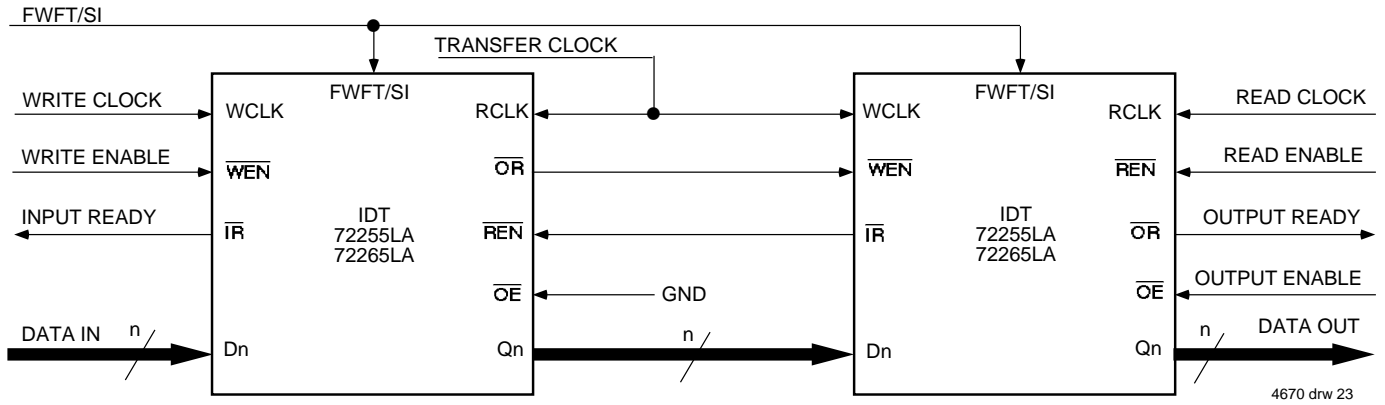 FWFT/SI
TRANSFER CLOCK
FWFT/SI
FWFT/SI
WRITE CLOCK
WCLK
RCLK
WCLK
RCLK
READ CLOCK
WRITE ENABLE
WEN
OR
WEN
REN
READ ENABLE
INPUT READY
IR
IDT
72255LA
72265LA
REN
IR
IDT
72255LA
72265LA
OR
OUTPUT READY
OE
GND
OE
OUTPUT ENABLE
DATA IN
n
Dn
Qn
n
Dn
Qn
n
DATA OUT
4670 drw 23